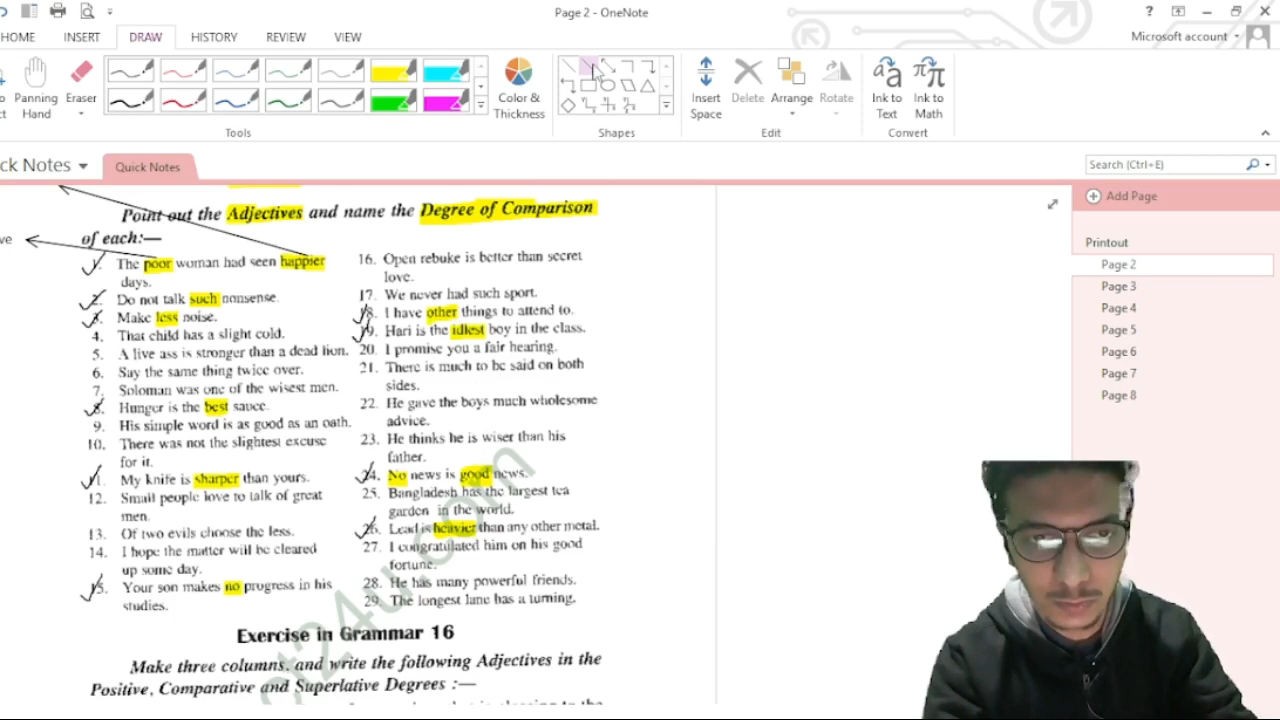 Page 2 - OneNote
HOME INSERT DRAW HISTORY REVIEW VIEW
Microsoft account
Panning Hand
Eraser
Color & Thickness
Insert Space
Delete
Arrange
Rotate
Ink to Text
Ink to Math
Tools
Shapes
Edit
Convert
ck Notes
Quick Notes
Search (Ctrl+E)
Add Page
Printout
Page 2
Page 3
Page 4
Page 5
Page 6
Page 7
Page 8
Point out the Adjectives and name the Degree of Comparison
of each:—
ve
1. The poor woman had seen happier
days.
2. Do not talk such nonsense.
3. Make less noise.
4. That child has a slight cold.
5. A live ass is stronger than a dead lion.
6. Say the same thing twice over.
7. Soloman was one of the wisest men.
8. Hunger is the best sauce.
9. His simple word is as good as an oath.
10. There was not the slightest excuse
for it.
11. My knife is sharper than yours.
12. Small people love to talk of great
men.
13. Of two evils choose the less.
14. I hope the matter will be cleared
up some day.
15. Your son makes no progress in his
studies.
16. Open rebuke is better than secret
love.
17. We never had such sport.
18. I have other things to attend to.
19. Hari is the idlest boy in the class.
20. I promise you a fair hearing.
21. There is much to be said on both
sides.
22. He gave the boys much wholesome
advice.
23. He thinks he is wiser than his
father.
24. No news is good news.
25. Bangladesh has the largest tea
garden in the world.
26. Lead is heavier than any other metal.
27. I congratulated him on his good
fortune.
28. He has many powerful friends.
29. The longest lane has a turning.
Exercise in Grammar 16
Make three columns, and write the following Adjectives in the
Positive, Comparative and Superlative Degrees :—
ot24u.com